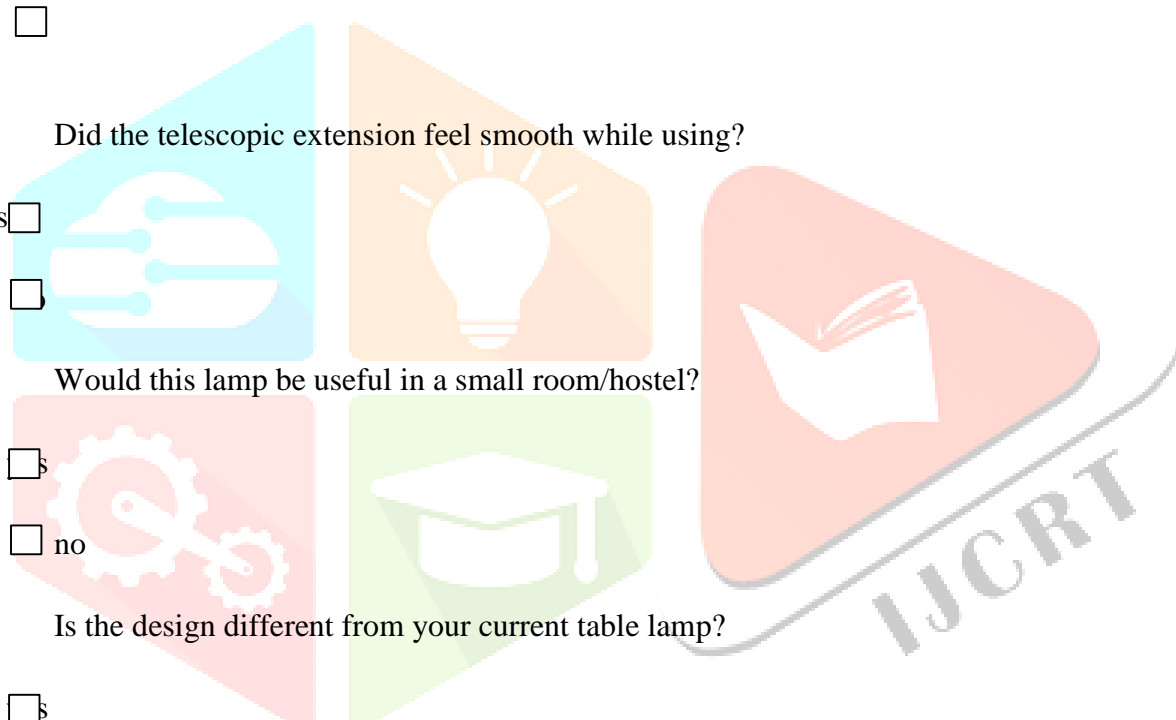 Did the telescopic extension feel smooth while using?
Would this lamp be useful in a small room/hostel?
no
Is the design different from your current table lamp?
IJCRT